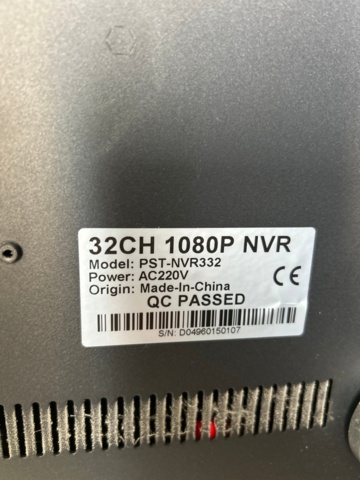 32CH 1080P NVR
Model: PST-NVR332
Power: AC220V
Origin: Made-In-China
CE
QC PASSED
S/N: D04960150107